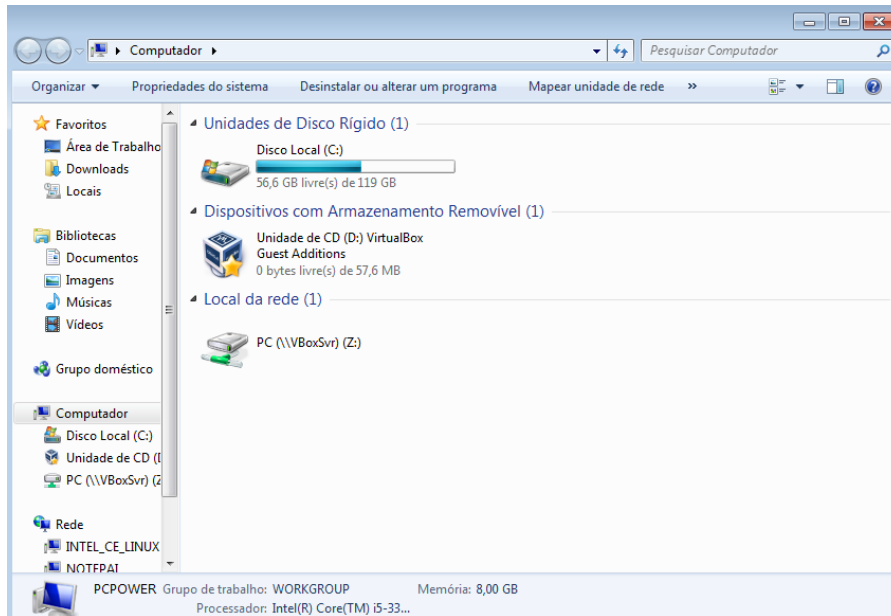 Computador
Pesquisar Computador
Organizar
Propriedades do sistema
Desinstalar ou alterar um programa
Mapear unidade de rede
»
Favoritos
Área de Trabalho
Downloads
Locais
Bibliotecas
Documentos
Imagens
Músicas
Vídeos
Grupo doméstico
Computador
Disco Local (C:)
Unidade de CD (D
PC (\\VBoxSvr) (Z
Rede
INTEL_CE_LINUX
NOTEPAI
Unidades de Disco Rígido (1)
Disco Local (C:)
56,6 GB livre(s) de 119 GB
Dispositivos com Armazenamento Removível (1)
Unidade de CD (D:) VirtualBox
Guest Additions
0 bytes livre(s) de 57,6 MB
Local da rede (1)
PC (\\VBoxSvr) (Z:)
PCPOWER Grupo de trabalho: WORKGROUP Memória: 8,00 GB
Processador: Intel(R) Core(TM) i5-33...